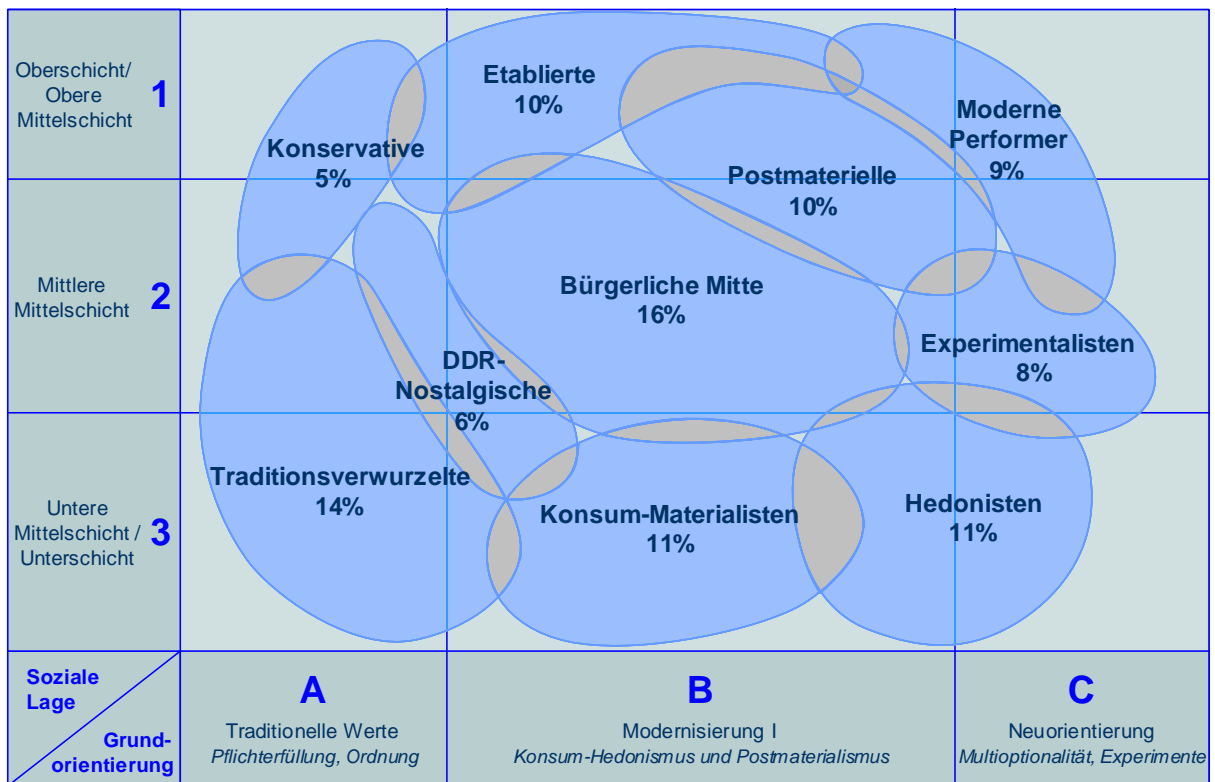 Oberschicht/
Obere
Mittelschicht
1
Etablierte
10%
Konservative
5%
Moderne
Performer
9%
Postmaterielle
10%
Mittlere
Mittelschicht
2
Bürgerliche Mitte
16%
Experimentalisten
8%
DDR-
Nostalgische
6%
Traditionsverwurzelte
14%
Untere
Mittelschicht /
Unterschicht
3
Konsum-Materialisten
11%
Hedonisten
11%
Soziale
Lage
Grund-
orientierung
A
Traditionelle Werte
Pflichterfüllung, Ordnung
B
Modernisierung I
Konsum-Hedonismus und Postmaterialismus
C
Neuorientierung
Multioptionalität, Experimente